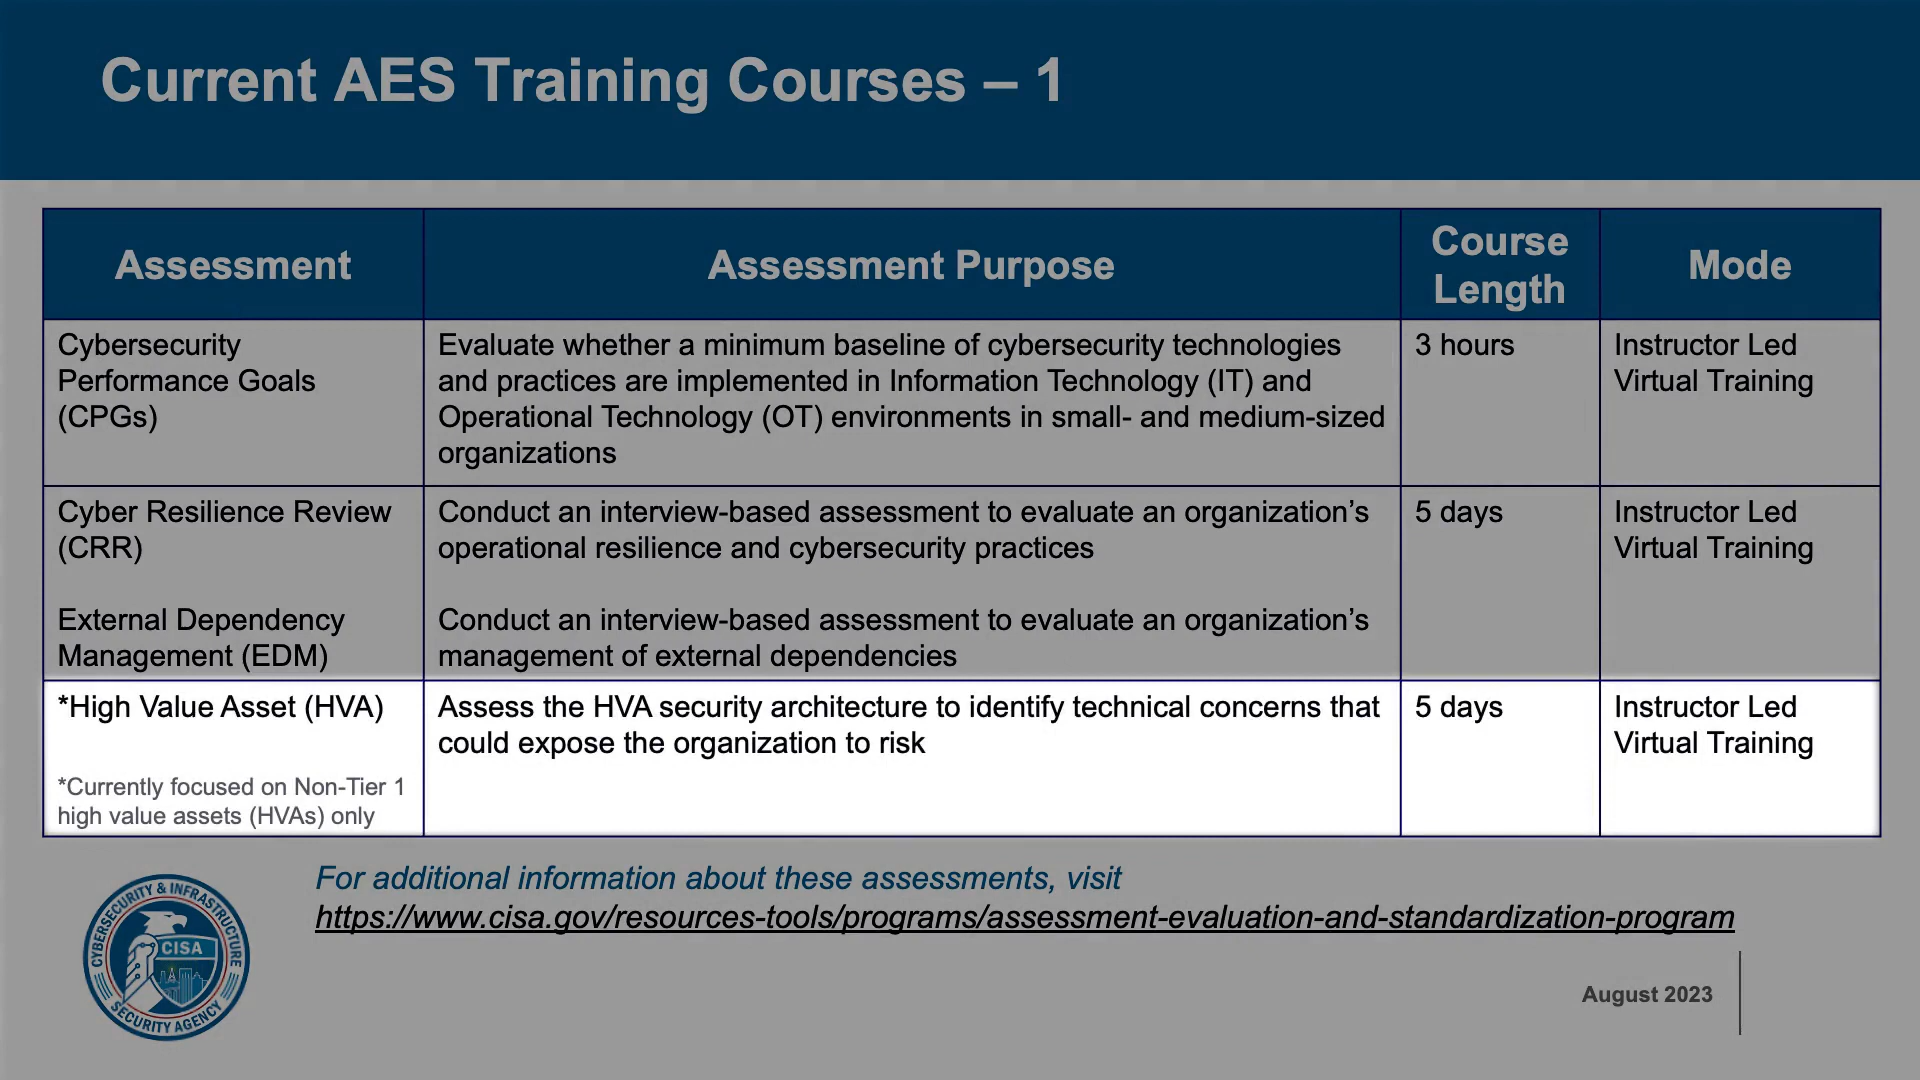 Current AES Training Courses – 1
Assessment
Assessment Purpose
Course
Length
Mode
Cybersecurity
Performance Goals
(CPGs)
Evaluate whether a minimum baseline of cybersecurity technologies
and practices are implemented in Information Technology (IT) and
Operational Technology (OT) environments in small- and medium-sized
organizations
3 hours
Instructor Led
Virtual Training
Cyber Resilience Review
(CRR)
External Dependency
Management (EDM)
Conduct an interview-based assessment to evaluate an organization’s
operational resilience and cybersecurity practices
Conduct an interview-based assessment to evaluate an organization’s
management of external dependencies
5 days
Instructor Led
Virtual Training
*High Value Asset (HVA)
*Currently focused on Non-Tier 1
high value assets (HVAs) only
Assess the HVA security architecture to identify technical concerns that
could expose the organization to risk
5 days
Instructor Led
Virtual Training
For additional information about these assessments, visit
https://www.cisa.gov/resources-tools/programs/assessment-evaluation-and-standardization-program
CYBERSECURITY & INFRASTRUCTURE
CISA
SECURITY AGENCY
August 2023